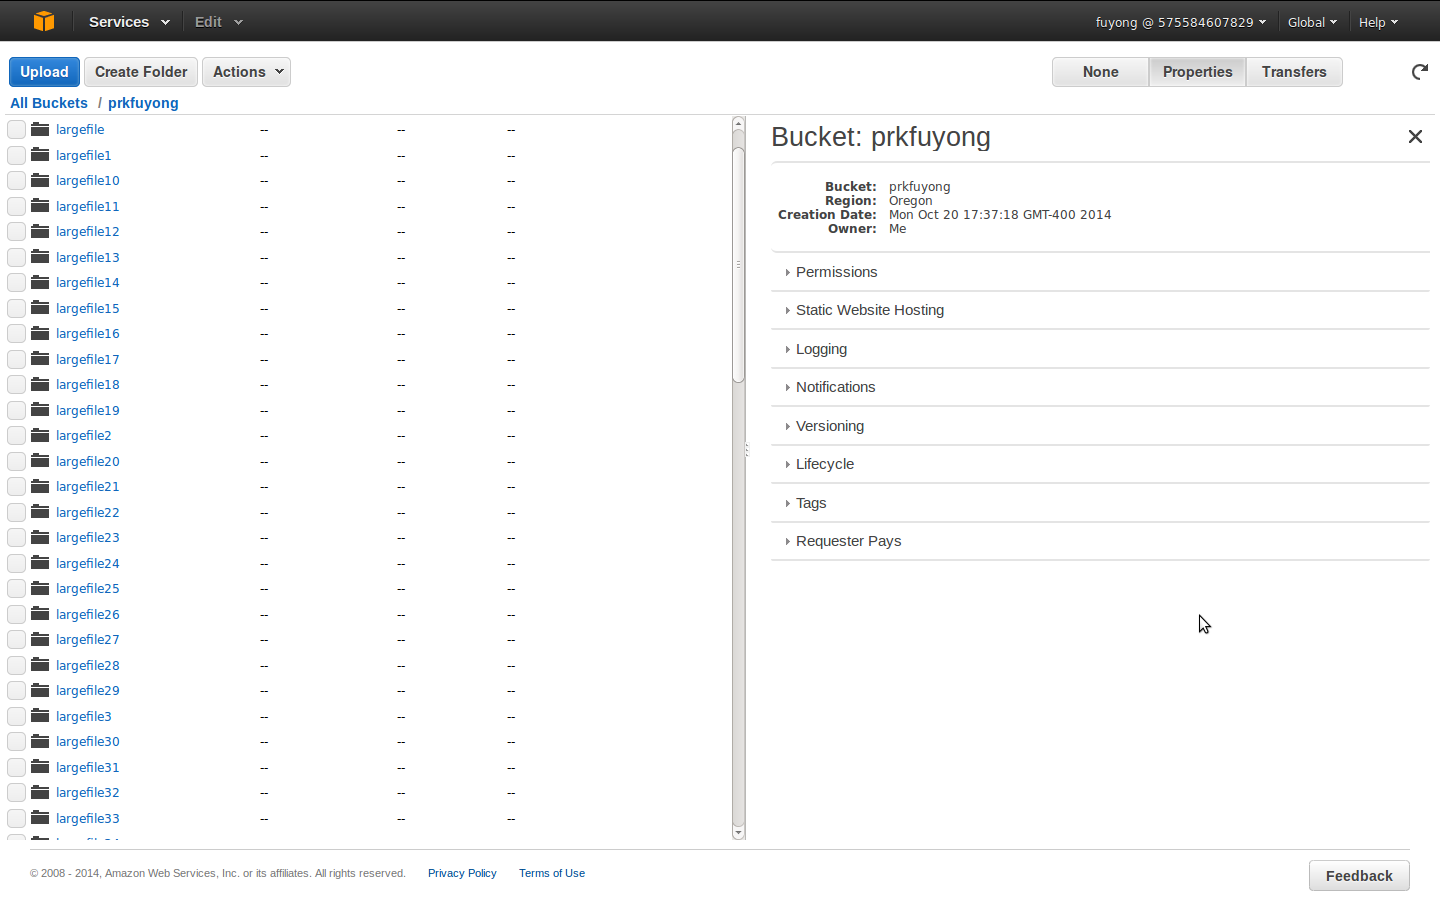 Services Edit fuyong @ 575584607829 Global Help
Upload Create Folder Actions None Properties Transfers
All Buckets / prkfuyong
largefile -- -- --
largefile1 -- -- --
largefile10 -- -- --
largefile11 -- -- --
largefile12 -- -- --
largefile13 -- -- --
largefile14 -- -- --
largefile15 -- -- --
largefile16 -- -- --
largefile17 -- -- --
largefile18 -- -- --
largefile19 -- -- --
largefile2 -- -- --
largefile20 -- -- --
largefile21 -- -- --
largefile22 -- -- --
largefile23 -- -- --
largefile24 -- -- --
largefile25 -- -- --
largefile26 -- -- --
largefile27 -- -- --
largefile28 -- -- --
largefile29 -- -- --
largefile3 -- -- --
largefile30 -- -- --
largefile31 -- -- --
largefile32 -- -- --
largefile33 -- -- --
Bucket: prkfuyong
Bucket: prkfuyong
Region: Oregon
Creation Date: Mon Oct 20 17:37:18 GMT-400 2014
Owner: Me
Permissions
Static Website Hosting
Logging
Notifications
Versioning
Lifecycle
Tags
Requester Pays
© 2008 - 2014, Amazon Web Services, Inc. or its affiliates. All rights reserved. Privacy Policy Terms of Use
Feedback